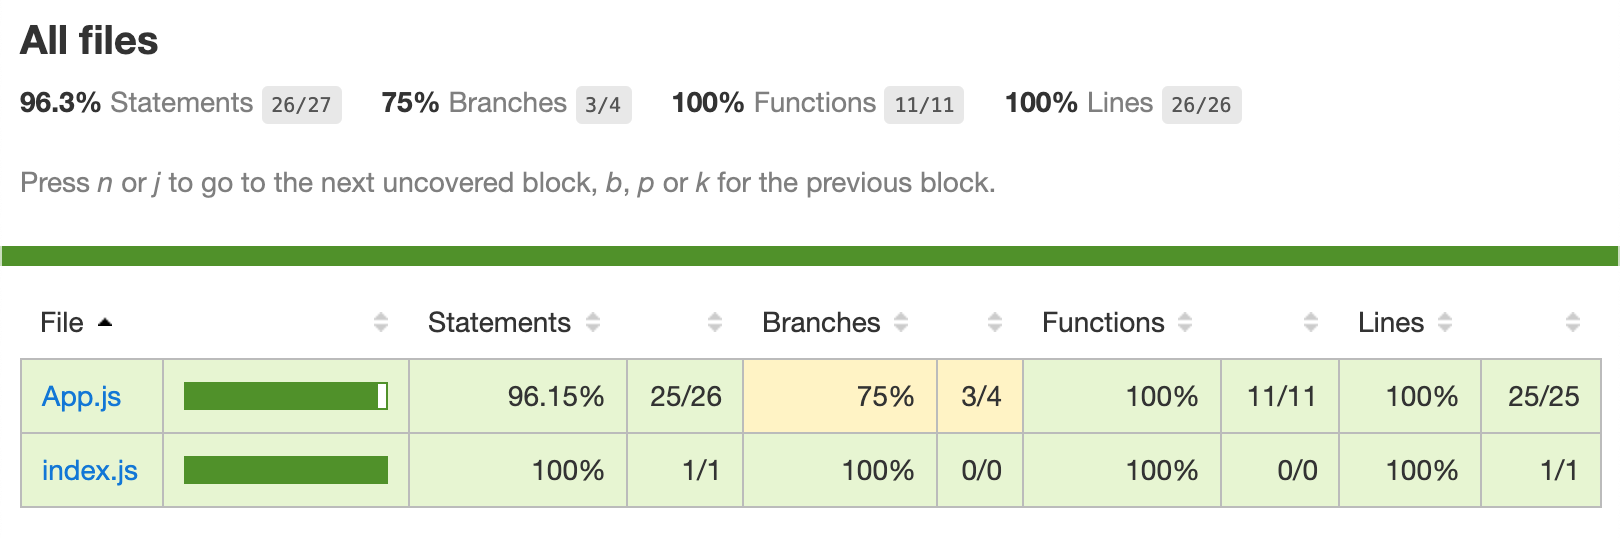 All files
96.3% Statements 26/27 75% Branches 3/4 100% Functions 11/11 100% Lines 26/26
Press n or j to go to the next uncovered block, b, p or k for the previous block.
File Statements Branches Functions Lines
App.js 96.15% 25/26 75% 3/4 100% 11/11 100% 25/25
index.js 100% 1/1 100% 0/0 100% 0/0 100% 1/1